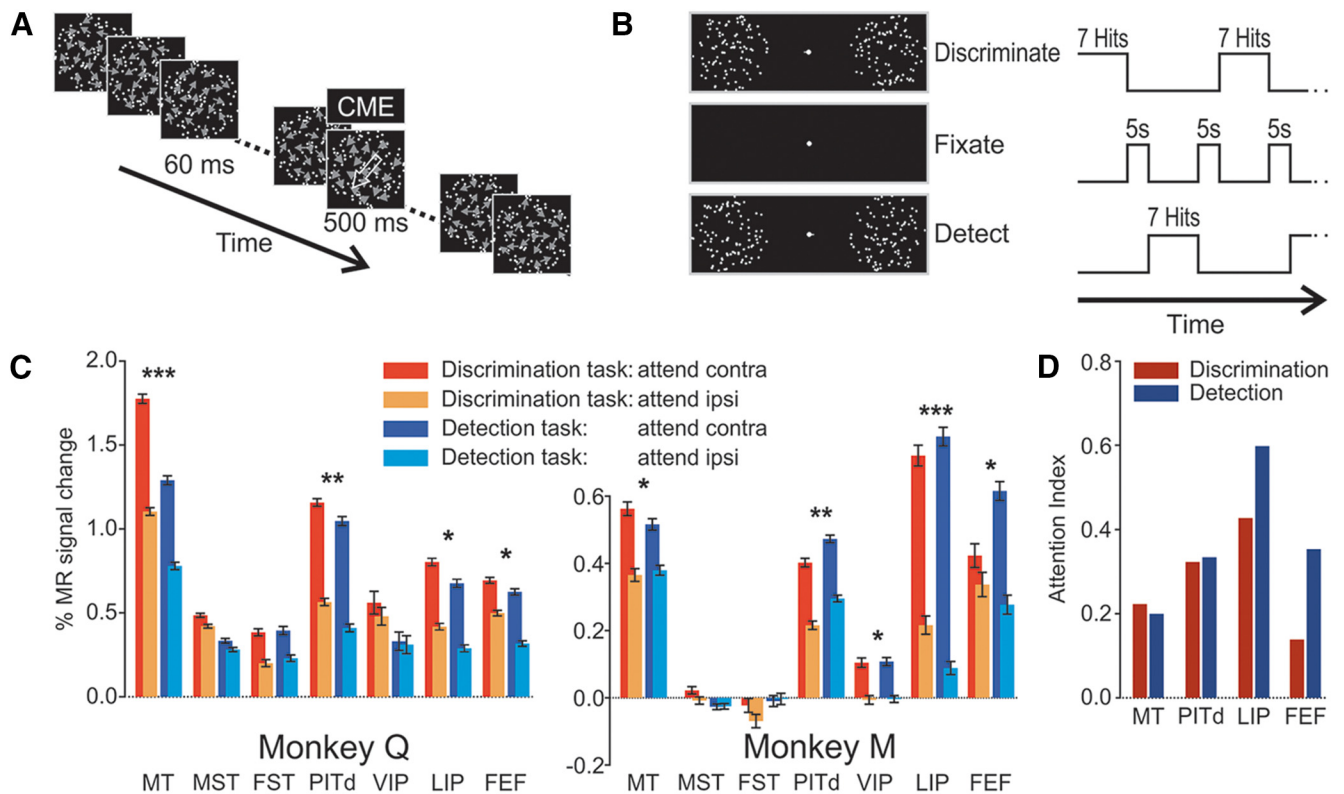 A
CME
60 ms
500 ms
Time
B
Discriminate
Fixate
Detect
7 Hits 7 Hits
5s 5s 5s
7 Hits
Time
C
% MR signal change
2.0
1.5
1.0
0.5
0.0
*** ** * *
Discrimination task: attend contra
Discrimination task: attend ipsi
Detection task: attend contra
Detection task: attend ipsi
Monkey Q
MT MST FST PITd VIP LIP FEF
0.6
0.4
0.2
0.0
-0.2
* ** * *** *
Monkey M
MT MST FST PITd VIP LIP FEF
D
Attention Index
0.8
0.6
0.4
0.2
0.0
Discrimination
Detection
MT PITd LIP FEF